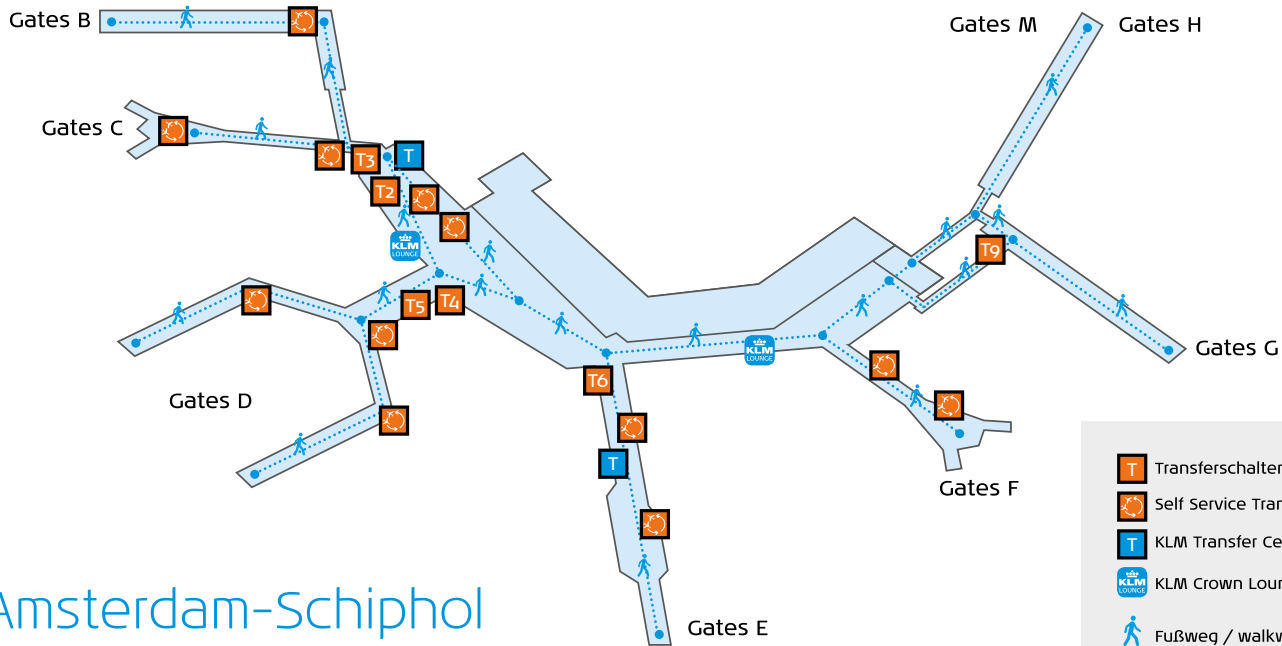 Gates B
Gates M
Gates H
Gates C
T3
T
T2
KLM
LOUNGE
T9
T5
T4
Gates G
KLM
LOUNGE
T6
Gates D
T
Gates F
T Transferschalter
Self Service Tran
T KLM Transfer Ce
KLM
LOUNGE
KLM Crown Loun
Amsterdam-Schiphol
Gates E
Fußweg / walkw